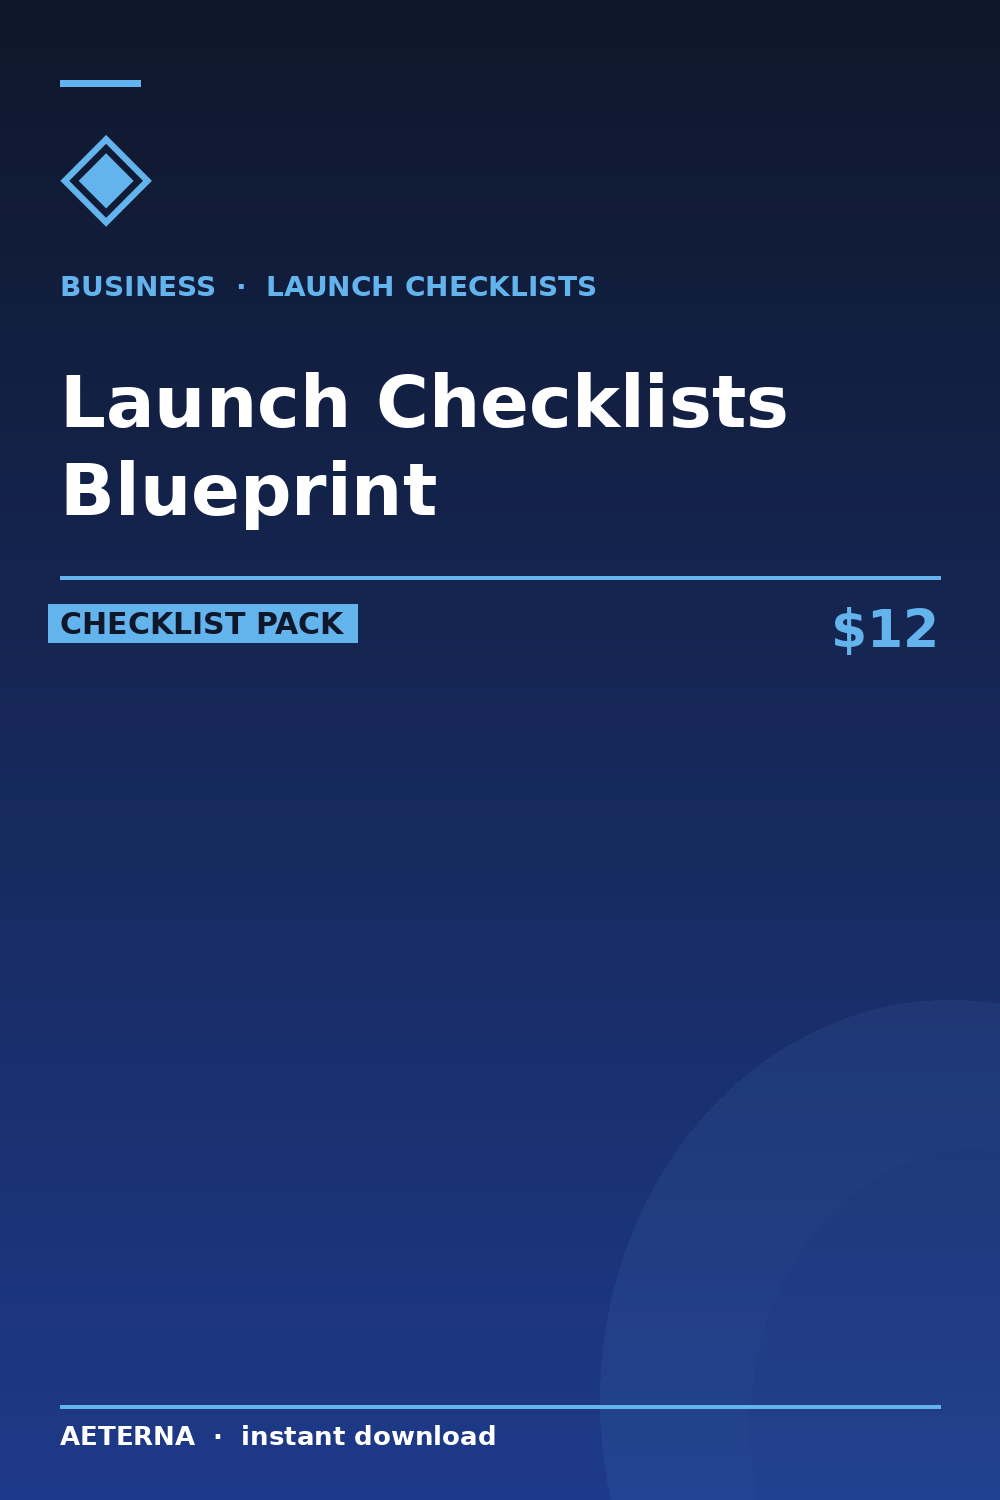 BUSINESS · LAUNCH CHECKLISTS
Launch Checklists
Blueprint
CHECKLIST PACK
$12
AETERNA · instant download